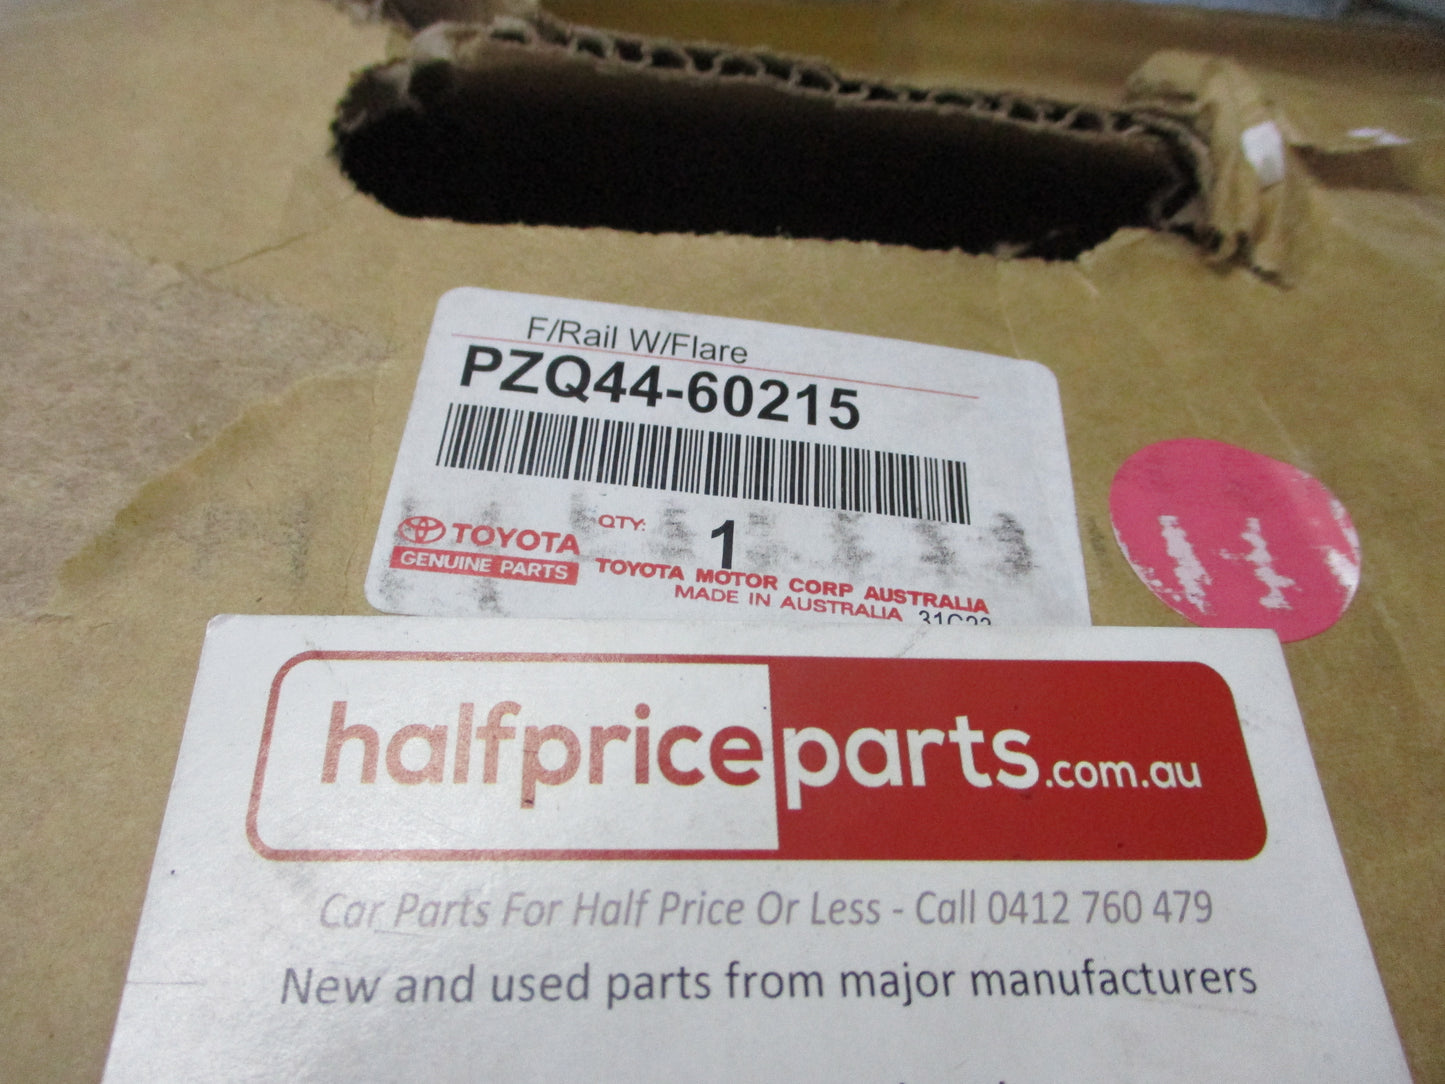 F/Rail W/Flare
PZQ44-60215
TOYOTA
GENUINE PARTS
QTY: 1
TOYOTA MOTOR CORP AUSTRALIA
MADE IN AUSTRALIA
halfpriceparts.com.au
Car Parts For Half Price Or Less - Call 0412 760 479
New and used parts from major manufacturers